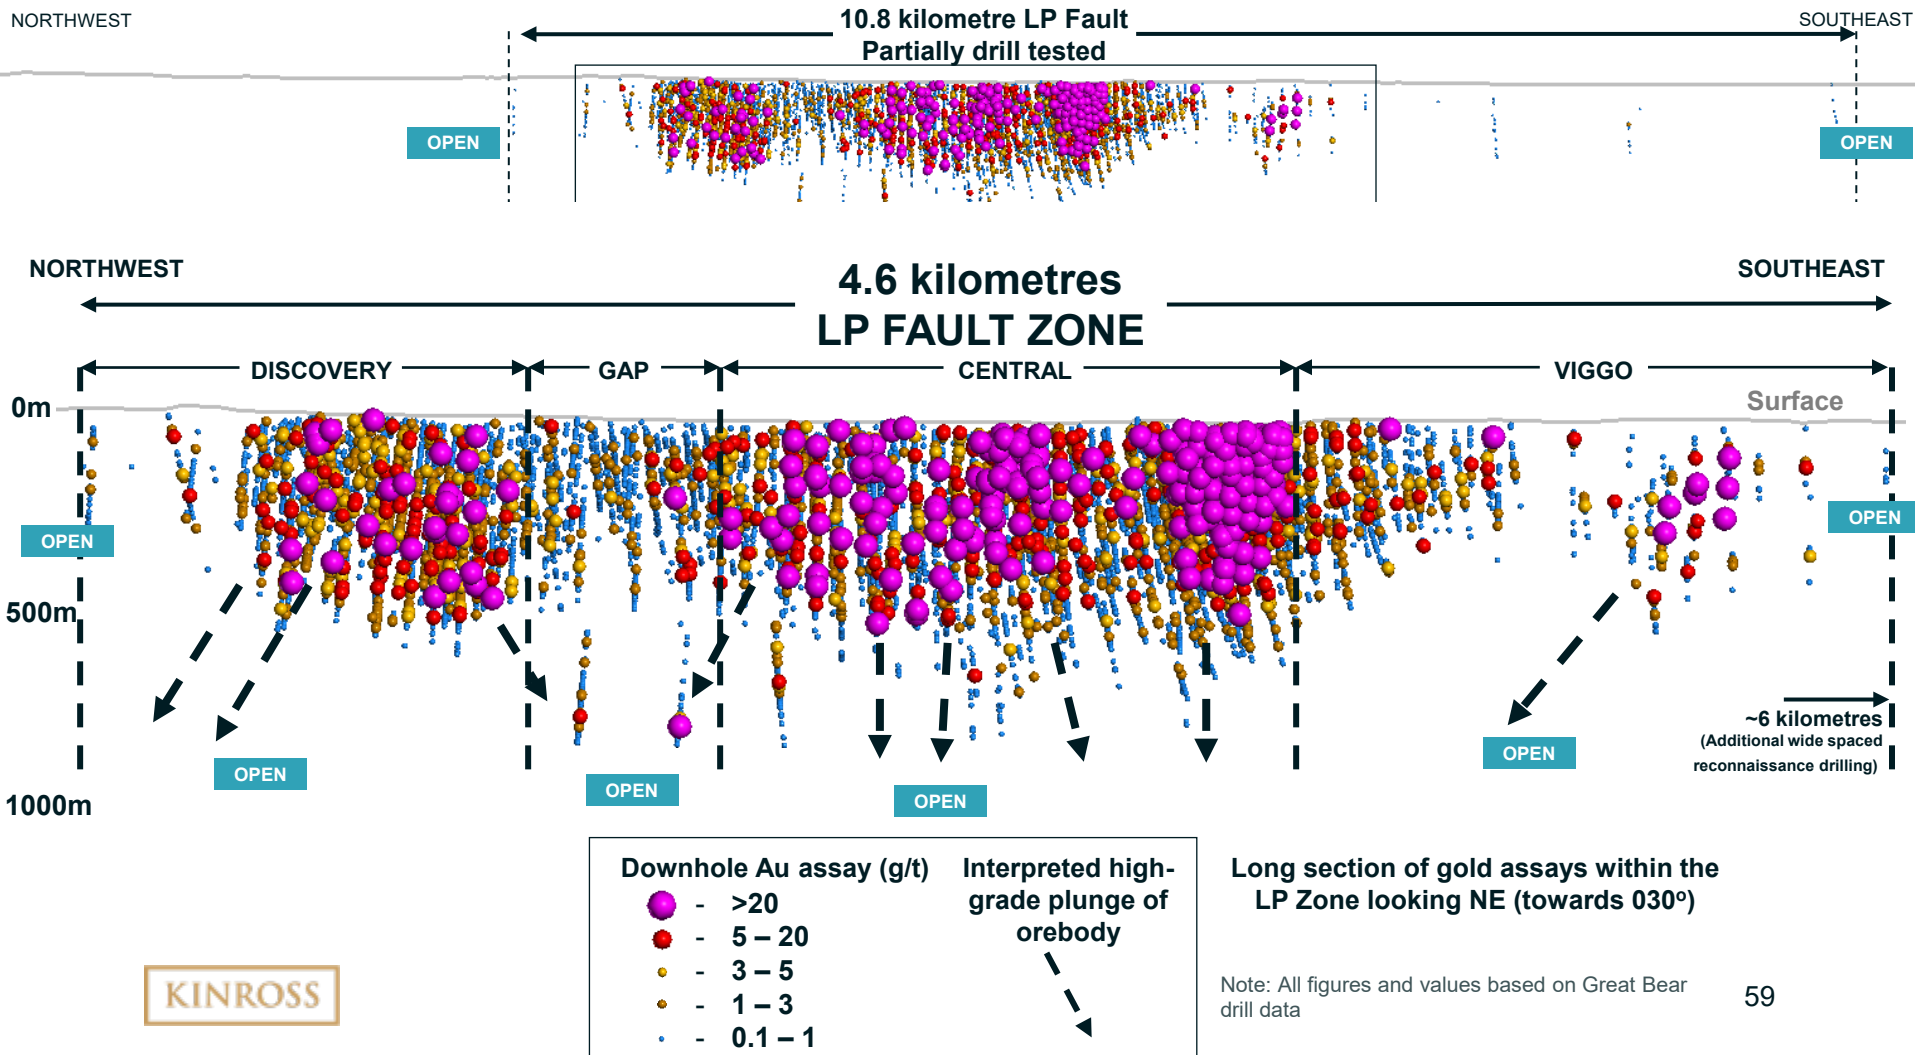 NORTHWEST
10.8 kilometre LP Fault
Partially drill tested
SOUTHEAST
OPEN
OPEN
NORTHWEST
4.6 kilometres
LP FAULT ZONE
SOUTHEAST
DISCOVERY
GAP
CENTRAL
VIGGO
0m
Surface
OPEN
OPEN
500m
~6 kilometres
(Additional wide spaced
reconnaissance drilling)
OPEN
OPEN
OPEN
OPEN
1000m
Downhole Au assay (g/t)
- >20
- 5 – 20
- 3 – 5
- 1 – 3
- 0.1 – 1
Interpreted high-
grade plunge of
orebody
Long section of gold assays within the
LP Zone looking NE (towards 030º)
KINROSS
Note: All figures and values based on Great Bear
drill data
59